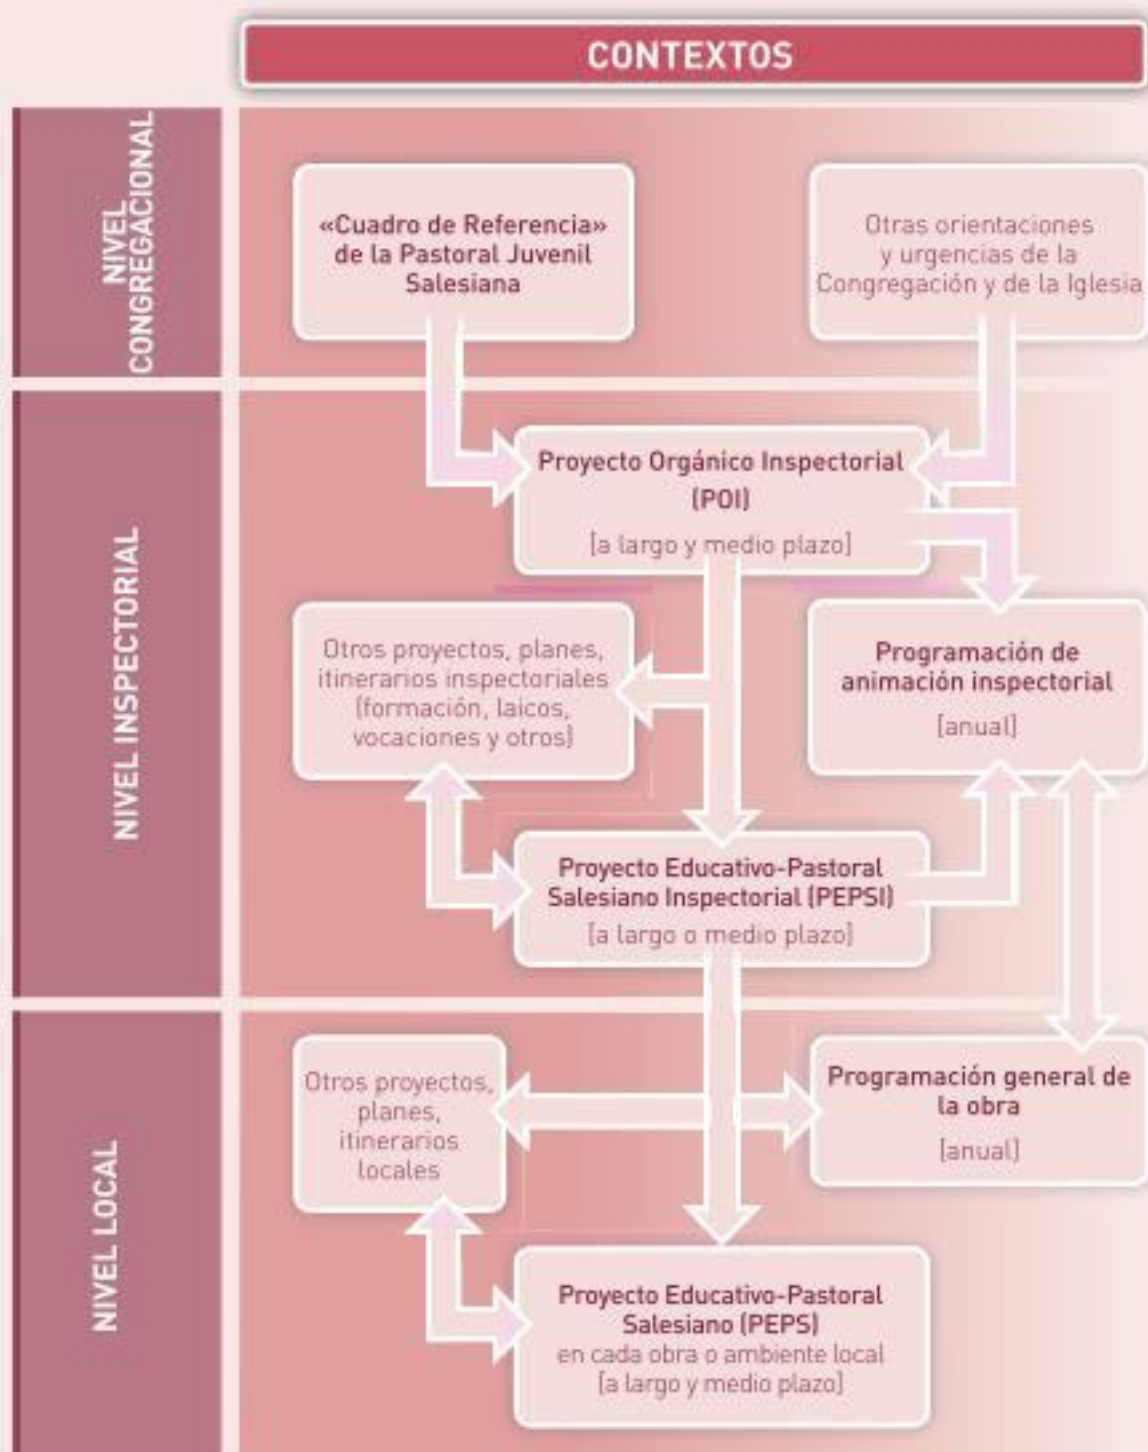 CONTEXTOS
NIVEL
CONGREGACIONAL
«Cuadro de Referencia»
de la Pastoral Juvenil
Salesiana
Otras orientaciones
y urgencias de la
Congregación y de la Iglesia
NIVEL INSPECTORIAL
Proyecto Orgánico Inspectorial
(POI)
[a largo y medio plazo]
Otros proyectos, planes,
itinerarios inspectoriales
(formación, laicos,
vocaciones y otros)
Programación de
animación inspectorial
[anual]
Proyecto Educativo-Pastoral
Salesiano Inspectorial (PEPSI)
[a largo o medio plazo]
NIVEL LOCAL
Otros proyectos,
planes,
itinerarios
locales
Programación general de
la obra
[anual]
Proyecto Educativo-Pastoral
Salesiano (PEPS)
en cada obra o ambiente local
[a largo y medio plazo]